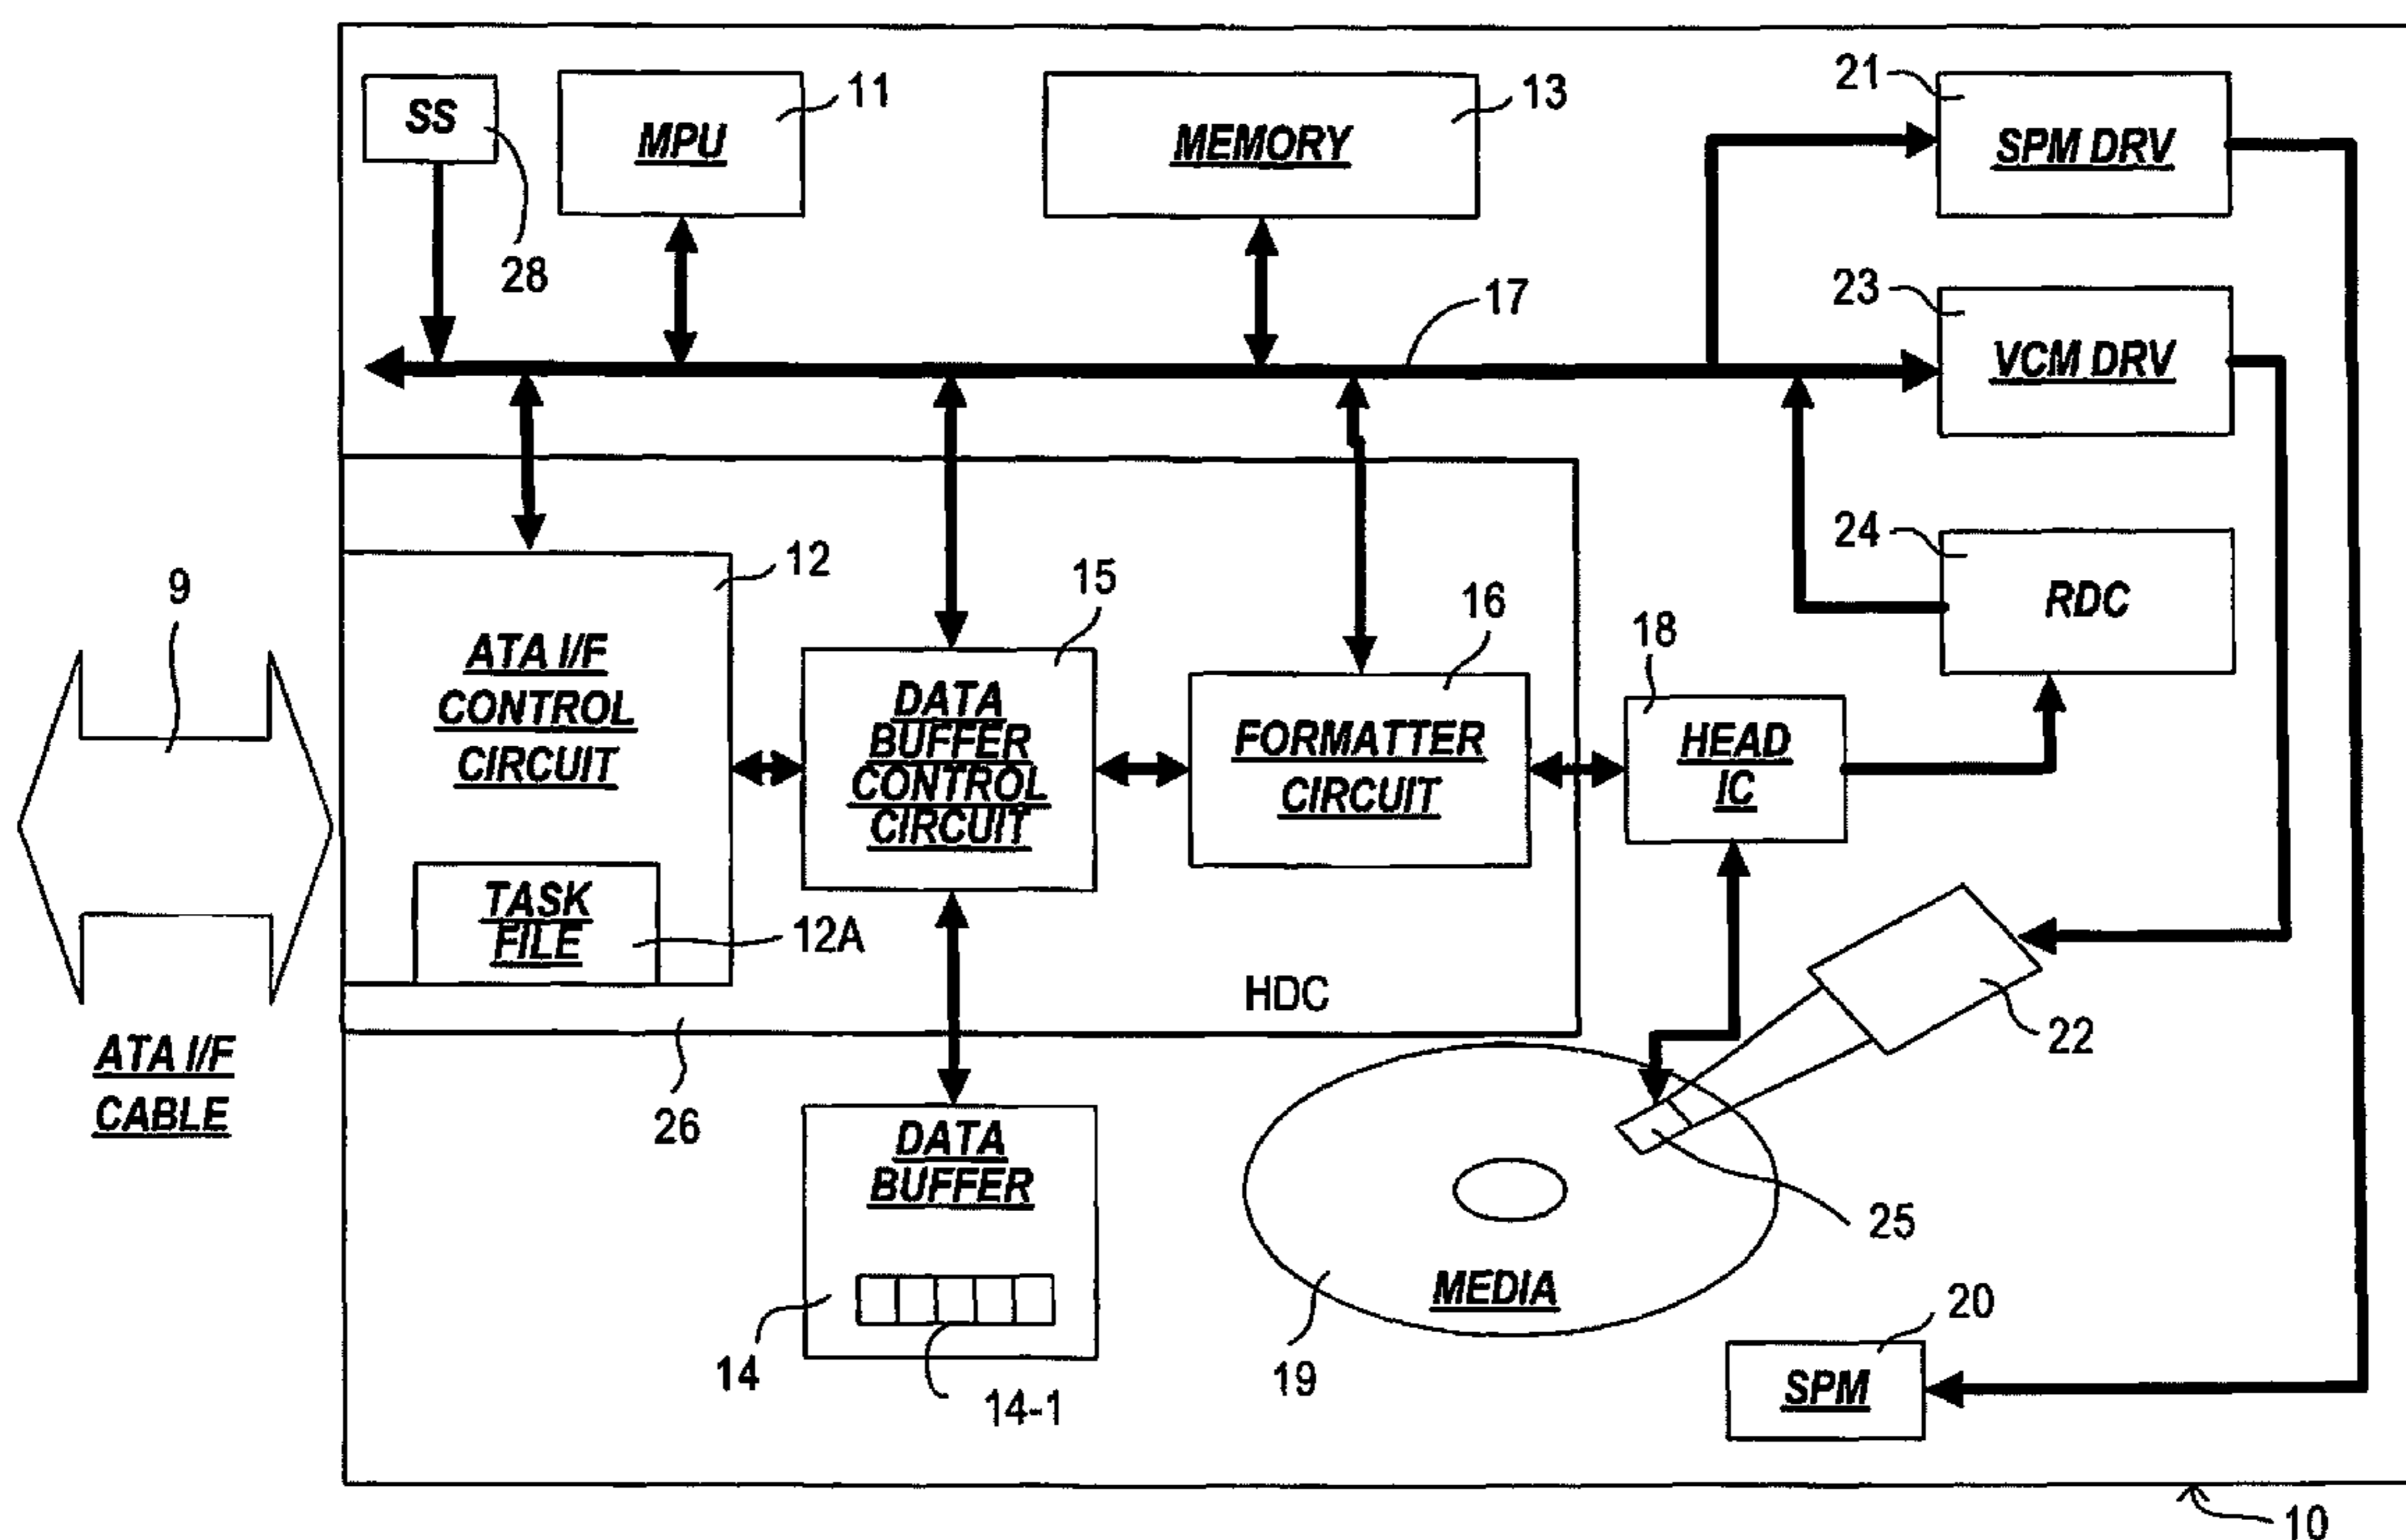 SS
28
MPU
11
MEMORY
13
21
SPM DRV
17
23
VCM DRV
24
RDC
9
ATA I/F
CABLE
12
ATA I/F
CONTROL
CIRCUIT
TASK
FILE
12A
15
DATA
BUFFER
CONTROL
CIRCUIT
16
FORMATTER
CIRCUIT
18
HEAD
IC
HDC
26
22
DATA
BUFFER
14
14-1
25
MEDIA
19
20
SPM
10